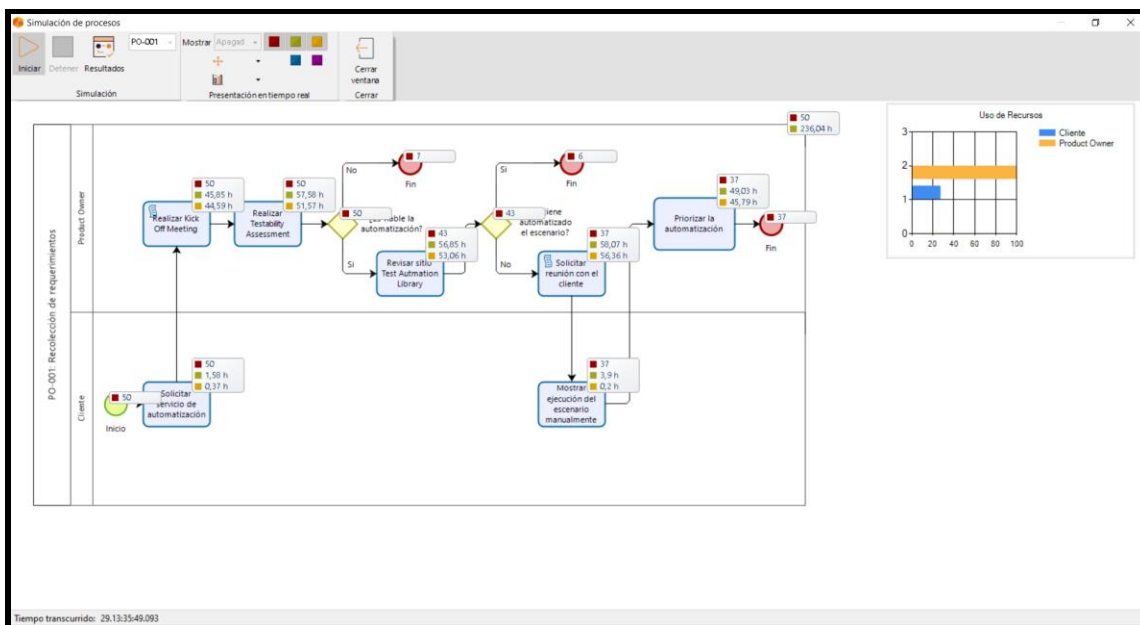 Simulación de procesos
PO-001
Mostrar Apagad
Iniciar Detener Resultados
Cerrar
ventana
Simulación
Presentación en tiempo real
Cerrar
50
236,04 h
Uso de Recursos
3
2
1
0
0 20 40 60 80 100
Cliente
Product Owner
PO-001: Recolección de requerimientos
Product Owner
Cliente
50
45,85 h
44,59 h
Realizar Kick
Off Meeting
50
57,58 h
51,57 h
Realizar
Testability
Assessment
No
7
Fin
50
viable la
automatización?
Si
43
56,85 h
53,06 h
Revisar sitio
Test Autmation
Library
Si
6
Fin
43
tiene
automatizado
el escenario?
No
37
58,07 h
56,36 h
Solicitar
reunión con el
cliente
37
49,03 h
45,79 h
Priorizar la
automatización
37
Fin
50
Inicio
50
1,58 h
0,37 h
Solicitar
servicio de
automatización
37
3,9 h
0,2 h
Mostrar
ejecución del
escenario
manualmente
Tiempo transcurrido: 29.13:35:49.093